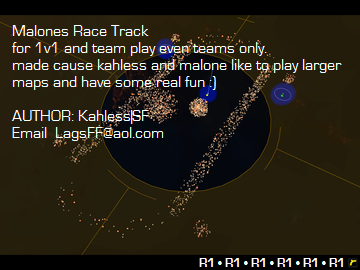 Malones Race Track
for 1v1 and team play even teams only.
made cause kahless and malone like to play larger
maps and have some real fun :)
AUTHOR: Kahless|SF
Email  LagsFF@aol.com
R1 • R1 • R1 • R1 • R1 • R1 r